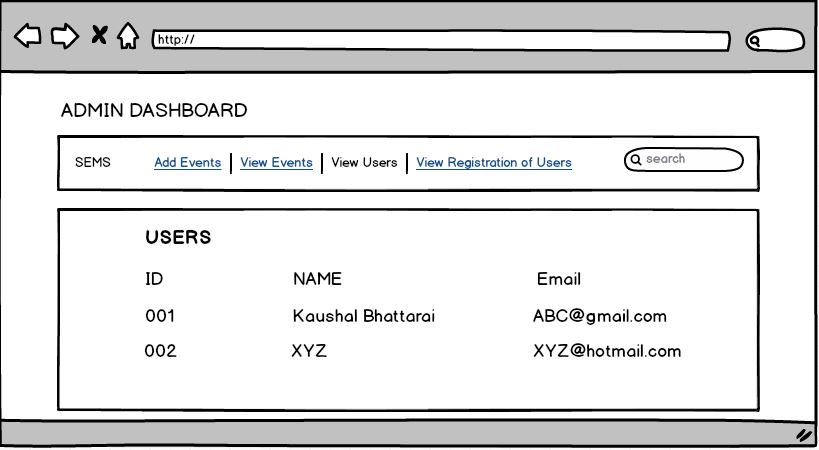 http://
ADMIN DASHBOARD
SEMS Add Events View Events View Users View Registration of Users search
USERS
ID NAME Email
001 Kaushal Bhattarai ABC@gmail.com
002 XYZ XYZ@hotmail.com